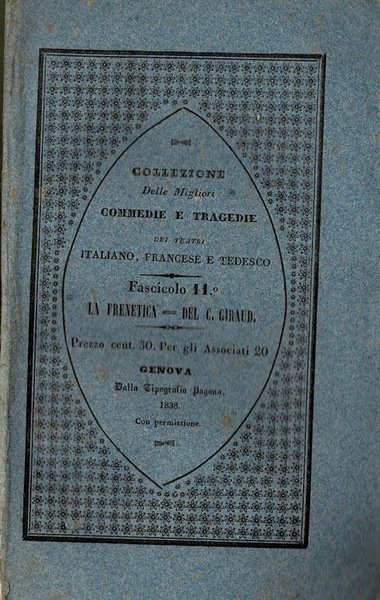 COLLEZIONE
Delle Migliori
COMMEDIE E TRAGEDIE
DEI TEATRI
ITALIANO, FRANCESE E TEDESCO
Fascicolo 11.º
LA FRENETICA — DEL C. GIRAUD.
Prezzo cent. 30. Per gli Associati 20
GENOVA
Dalla Tipografia Pagano.
1838.
Con permissione.